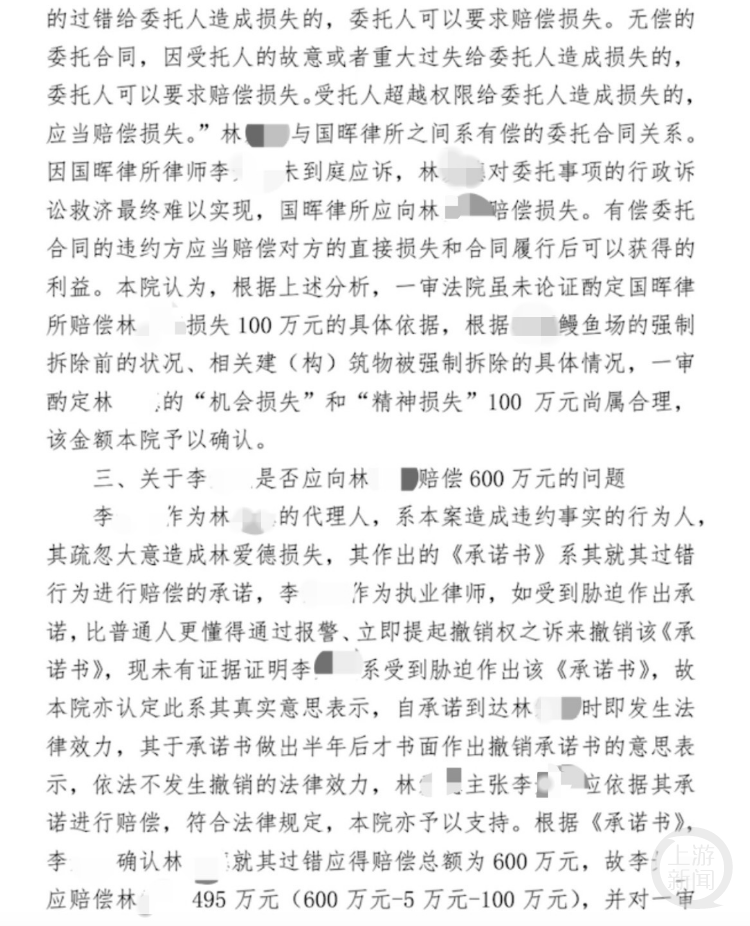 的过错给委托人造成损失的，委托人可以要求赔偿损失。无偿的
委托合同，因受托人的故意或者重大过失给委托人造成损失的，
委托人可以要求赔偿损失。受托人超越权限给委托人造成损失的，
应当赔偿损失。”林 与国晖律所之间系有偿的委托合同关系。
因国晖律所律师李 未到庭应诉，林 对委托事项的行政诉
讼救济最终难以实现，国晖律所应向林 赔偿损失。有偿委托
合同的违约方应当赔偿对方的直接损失和合同履行后可以获得的
利益。本院认为，根据上述分析，一审法院虽未论证酌定国晖律
所赔偿林 损失 100 万元的具体依据，根据 鳗鱼场的强制
拆除前的状况、相关建（构）筑物被强制拆除的具体情况，一审
酌定林 的“机会损失”和“精神损失”100 万元尚属合理，
该金额本院予以确认。
三、关于李 是否应向林 赔偿 600 万元的问题
李 作为林 的代理人，系本案造成违约事实的行为人，
其疏忽大意造成林爱德损失，其作出的《承诺书》系其就其过错
行为进行赔偿的承诺，李 作为执业律师，如受到胁迫作出承
诺，比普通人更懂得通过报警、立即提起撤销权之诉来撤销该《承
诺书》，现未有证据证明李 系受到胁迫作出该《承诺书》，故
本院亦认定此系其真实意思表示，自承诺到达林 时即发生法
律效力，其于承诺书做出半年后才书面作出撤销承诺书的意思表
示，依法不发生撤销的法律效力，林 主张李 应依据其承
诺进行赔偿，符合法律规定，本院亦予以支持。根据《承诺书》，
李 确认林 就其过错应得赔偿总额为 600 万元，故李
应赔偿林 495 万元（600 万元-5 万元-100 万元），并对一审
上游
新闻